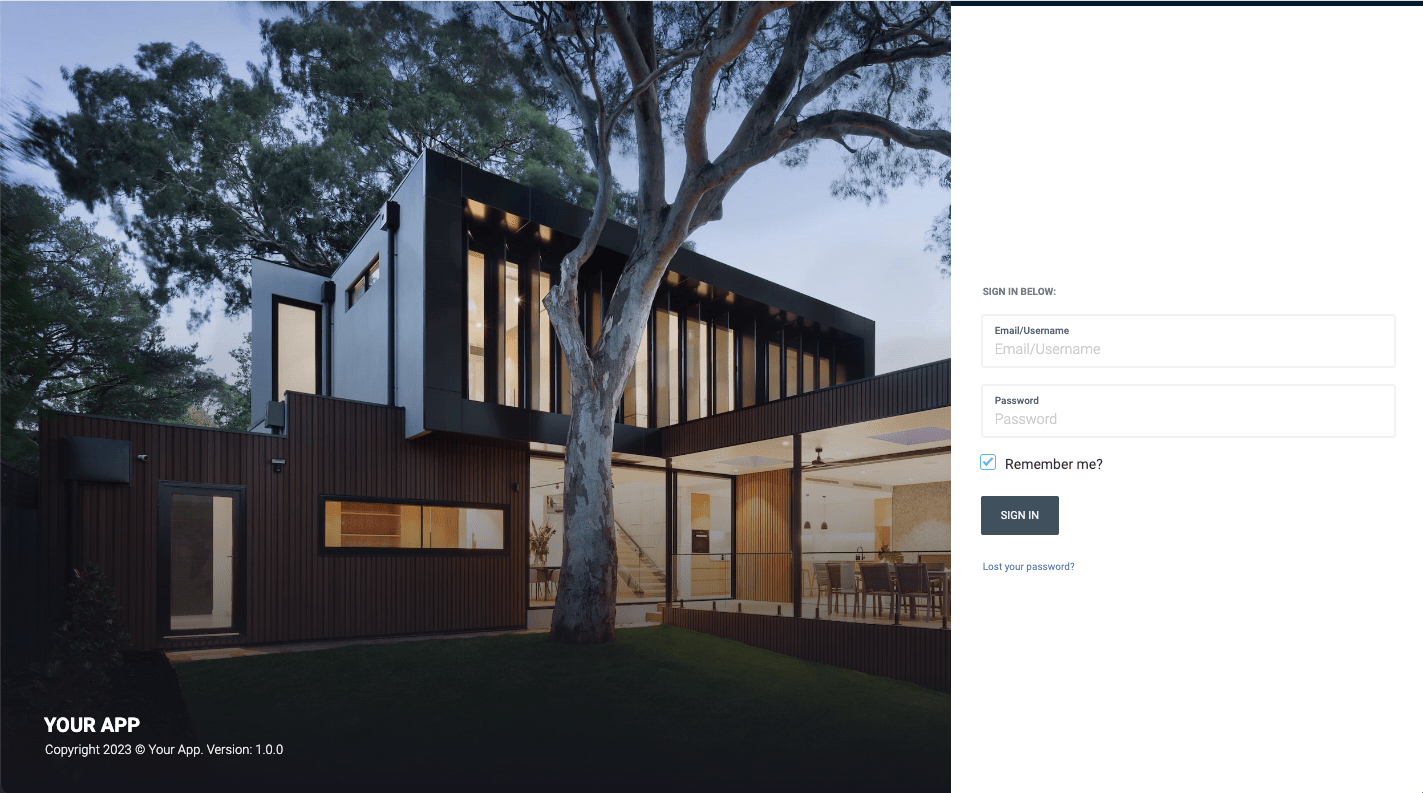 YOUR APP
Copyright 2023 © Your App. Version: 1.0.0
SIGN IN BELOW:
Email/Username
Email/Username
Password
Password
Remember me?
SIGN IN
Lost your password?